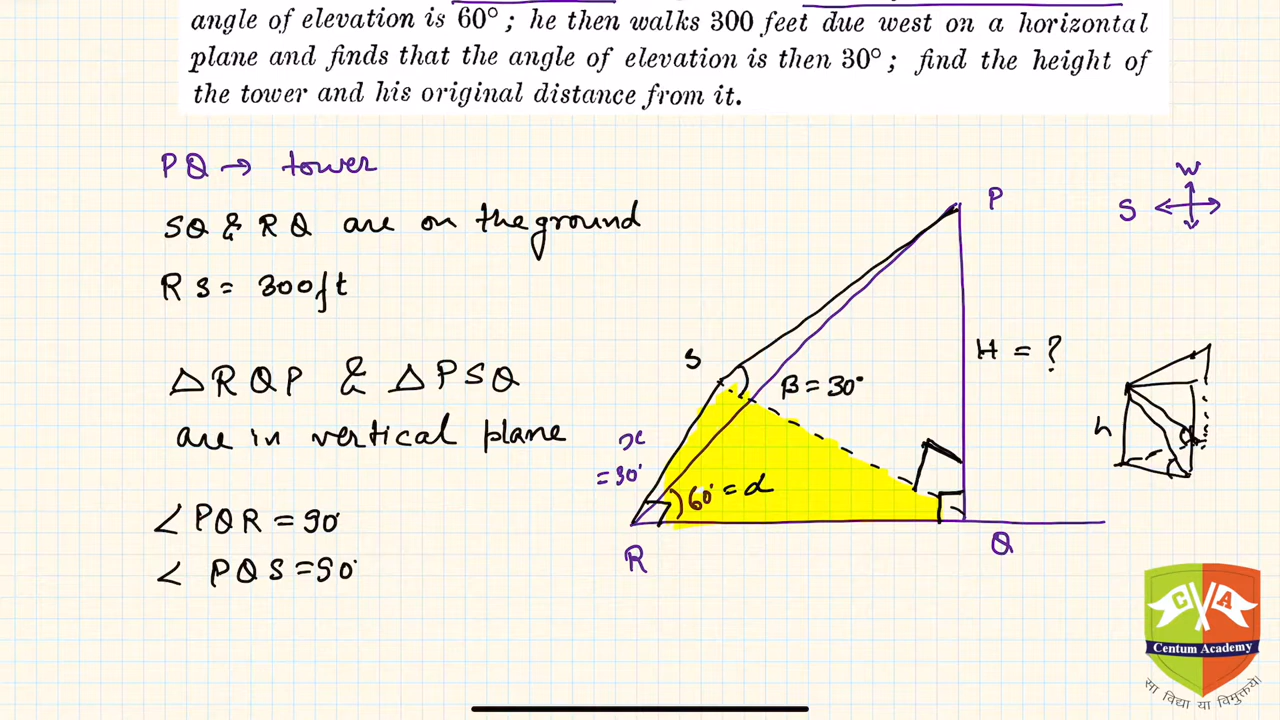 angle of elevation is 60°; he then walks 300 feet due west on a horizontal
plane and finds that the angle of elevation is then 30°; find the height of
the tower and his original distance from it.
PQ → tower
SQ & RQ are on the ground
RS = 300ft
△RQP & △PSQ
are in vertical plane
∠PQR = 90°
∠PQS = 90°
P
W
S
S
H = ?
β = 30°
h
x
= 30°
60° = α
R
Q
C A
Centum Academy
सा विद्या या विमुक्तये।